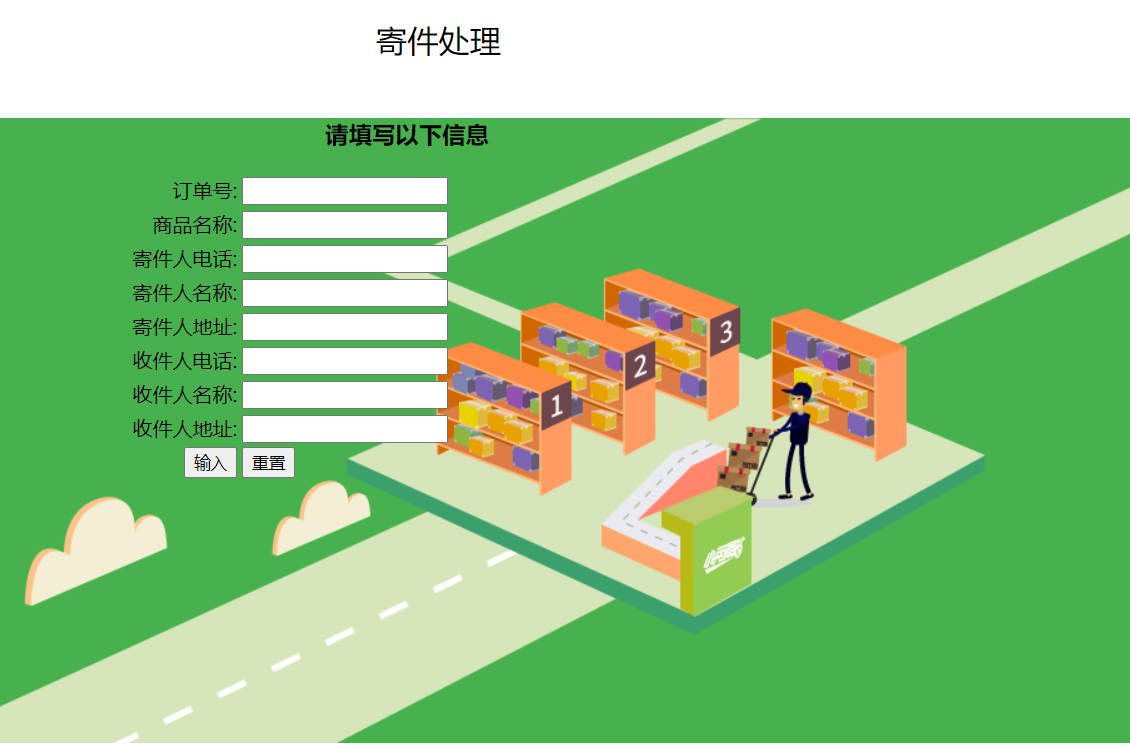 寄件处理
请填写以下信息
订单号:
商品名称:
寄件人电话:
寄件人名称:
寄件人地址:
收件人电话:
收件人名称:
收件人地址:
输入 重置
3
2
1